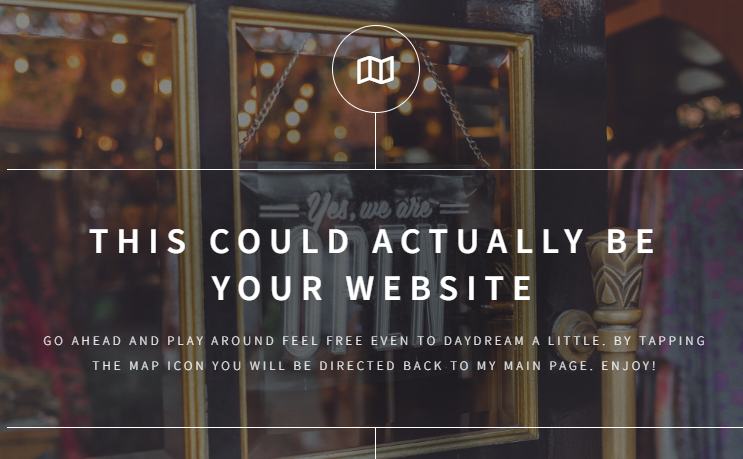 Yes, we are
OPEN
THIS COULD ACTUALLY BE
YOUR WEBSITE
GO AHEAD AND PLAY AROUND FEEL FREE EVEN TO DAYDREAM A LITTLE. BY TAPPING
THE MAP ICON YOU WILL BE DIRECTED BACK TO MY MAIN PAGE. ENJOY!